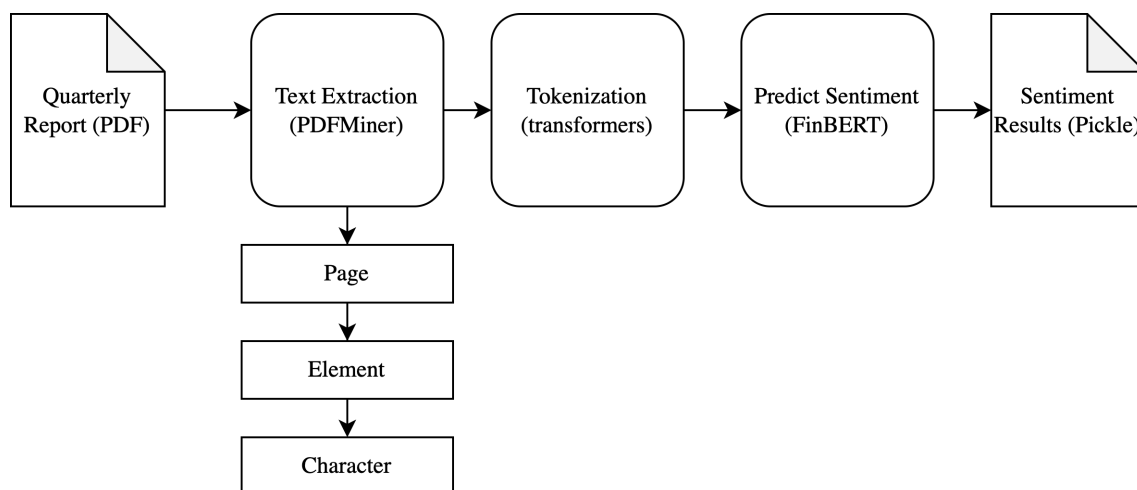 Quarterly
Report (PDF)
Text Extraction
(PDFMiner)
Tokenization
(transformers)
Predict Sentiment
(FinBERT)
Sentiment
Results (Pickle)
Page
Element
Character